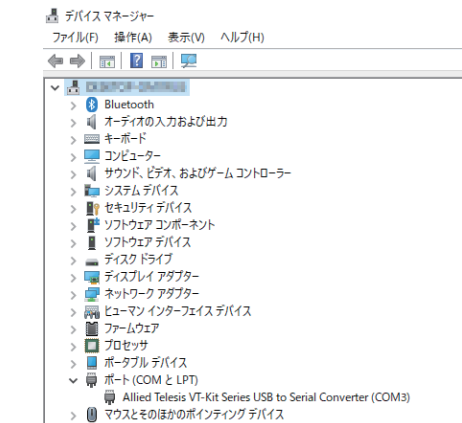 デバイス マネージャー
ファイル(F) 操作(A) 表示(V) ヘルプ(H)
Bluetooth
オーディオの入力および出力
キーボード
コンピューター
サウンド、ビデオ、およびゲーム コントローラー
システム デバイス
セキュリティ デバイス
ソフトウェア コンポーネント
ソフトウェア デバイス
ディスク ドライブ
ディスプレイ アダプター
ネットワーク アダプター
ヒューマン インターフェイス デバイス
ファームウェア
プロセッサ
ポータブル デバイス
ポート (COM と LPT)
Allied Telesis VT-Kit Series USB to Serial Converter (COM3)
マウスとそのほかのポインティング デバイス